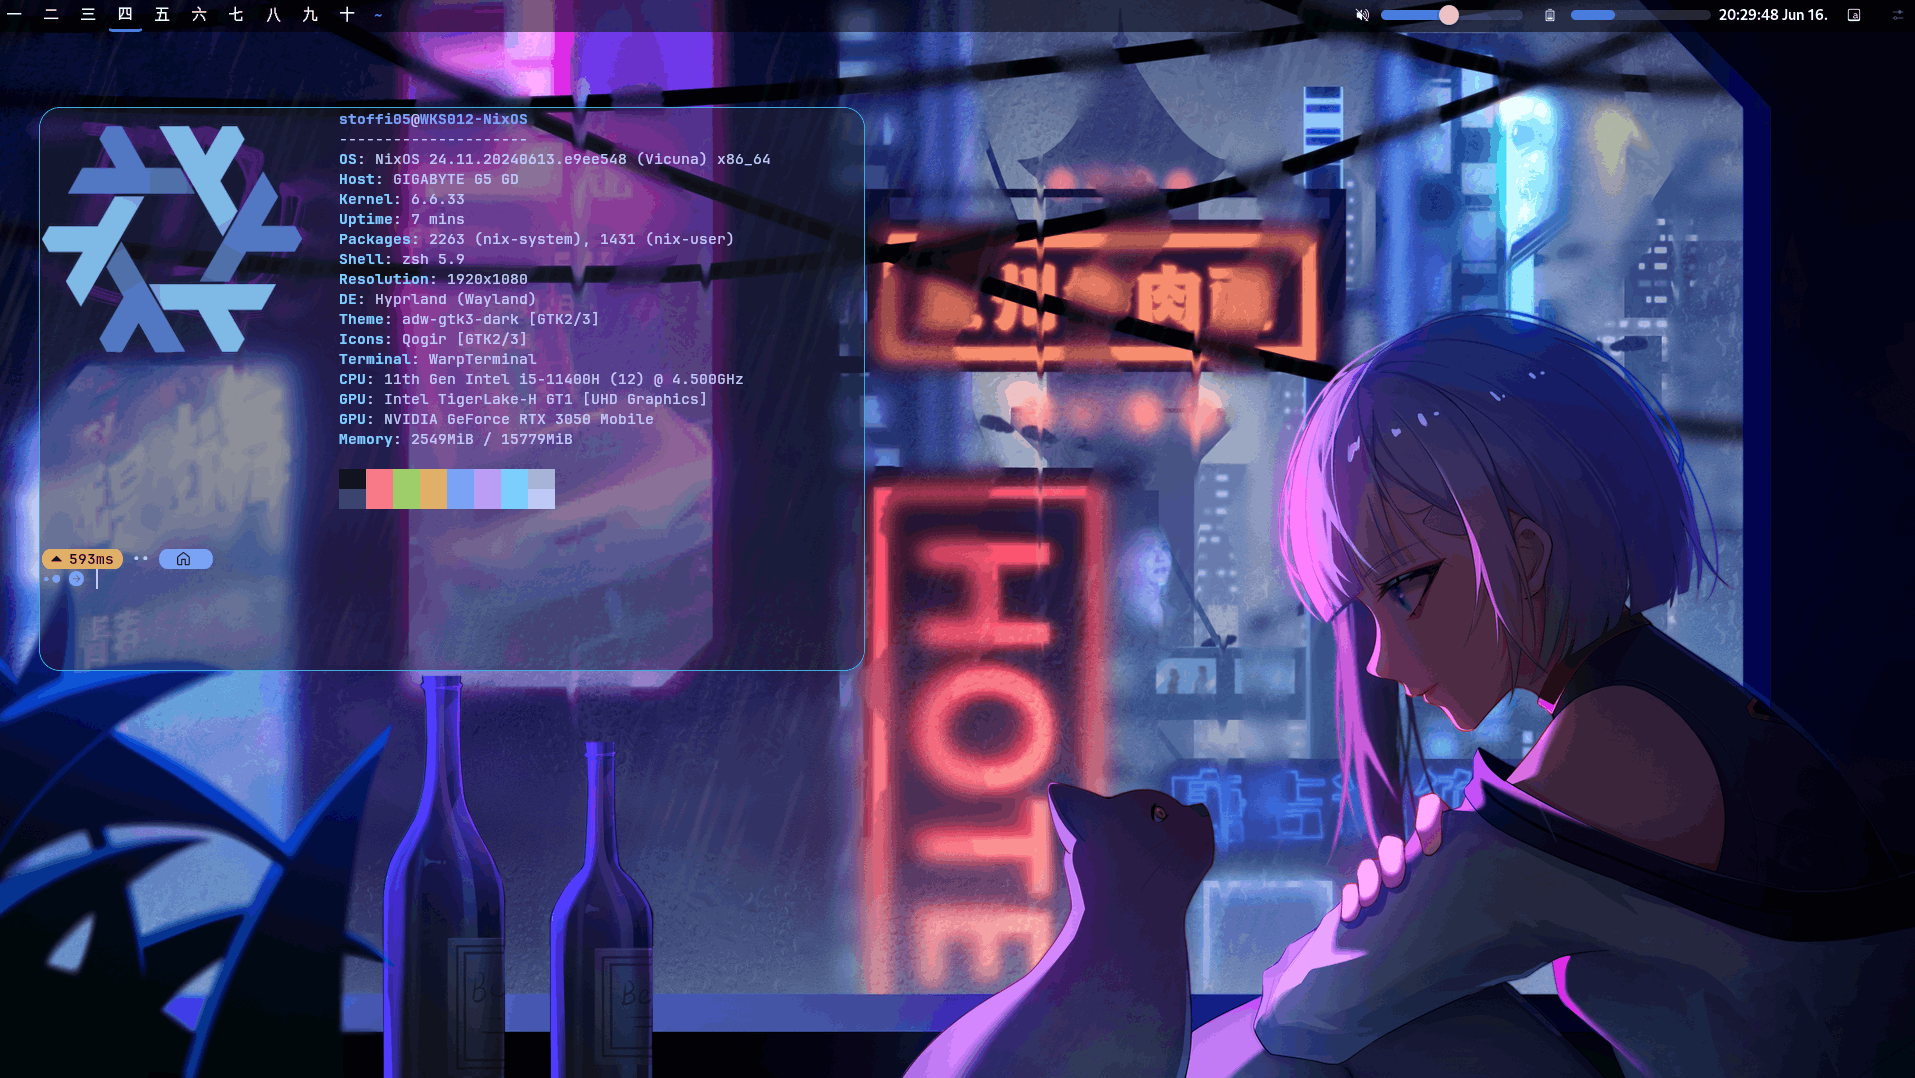 一 二 三 四 五 六 七 八 九 十 ~
20:29:48 Jun 16.
stoffi05@WKS012-NixOS
---------------------
OS: NixOS 24.11.20240613.e9ee548 (Vicuna) x86_64
Host: GIGABYTE G5 GD
Kernel: 6.6.33
Uptime: 7 mins
Packages: 2263 (nix-system), 1431 (nix-user)
Shell: zsh 5.9
Resolution: 1920x1080
DE: Hyprland (Wayland)
Theme: adw-gtk3-dark [GTK2/3]
Icons: Qogir [GTK2/3]
Terminal: WarpTerminal
CPU: 11th Gen Intel i5-11400H (12) @ 4.500GHz
GPU: Intel TigerLake-H GT1 [UHD Graphics]
GPU: NVIDIA GeForce RTX 3050 Mobile
Memory: 2549MiB / 15779MiB
593ms
州 肉
HOTE